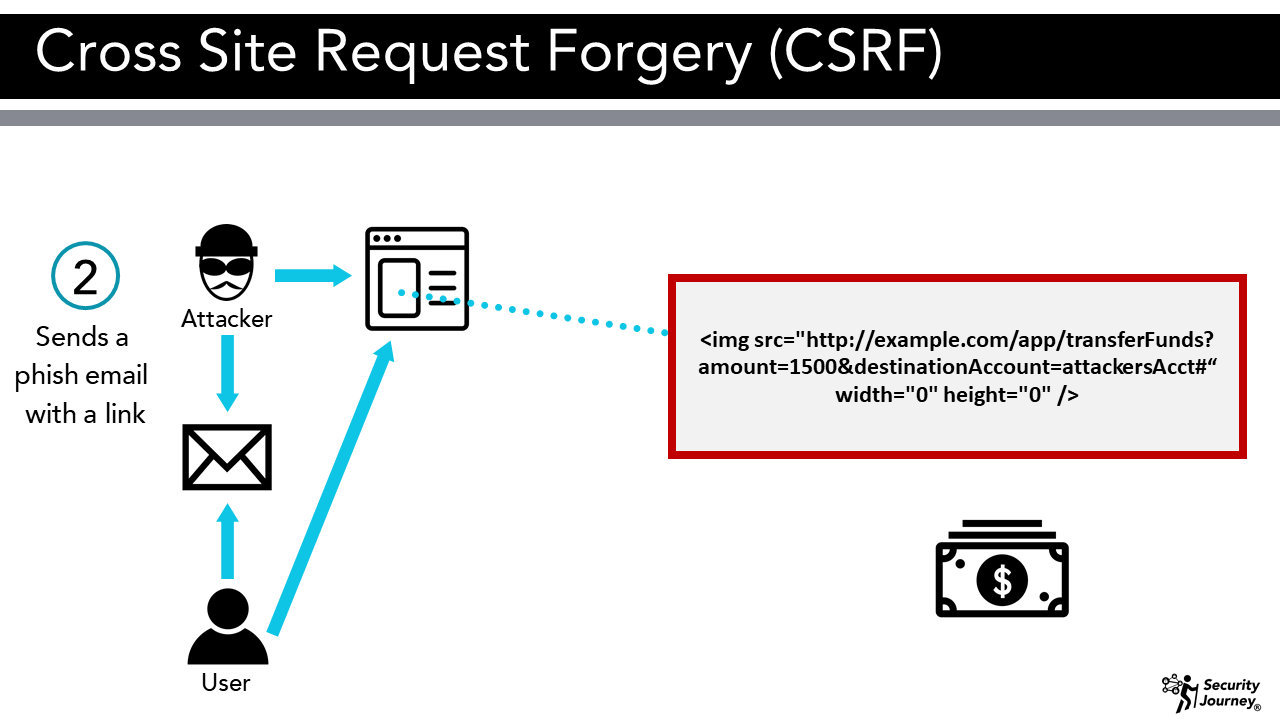 Cross Site Request Forgery (CSRF)
2
Sends a
phish email
with a link
Attacker
User
<img src="http://example.com/app/transferFunds?
amount=1500&destinationAccount=attackersAcct#“
width="0" height="0" />
$
Security
Journey®